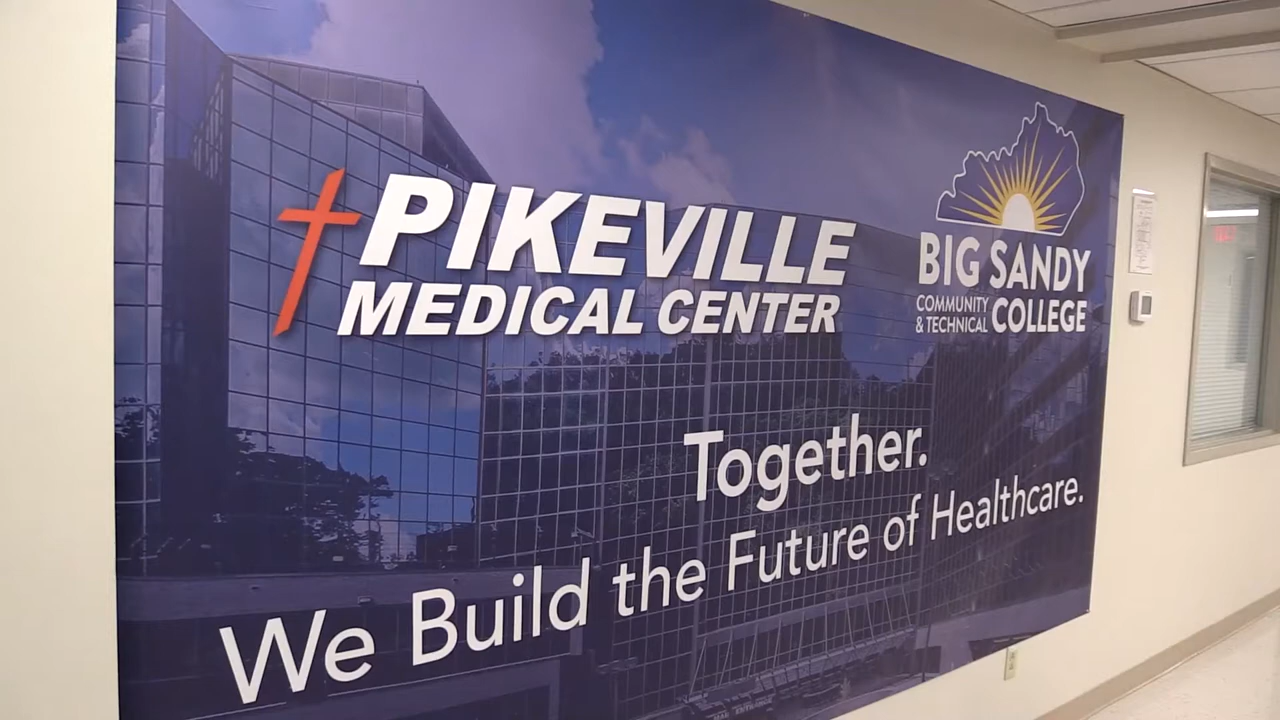 PIKEVILLE
MEDICAL CENTER
BIG SANDY
COMMUNITY
& TECHNICAL
COLLEGE
Together.
We Build the Future of Healthcare.